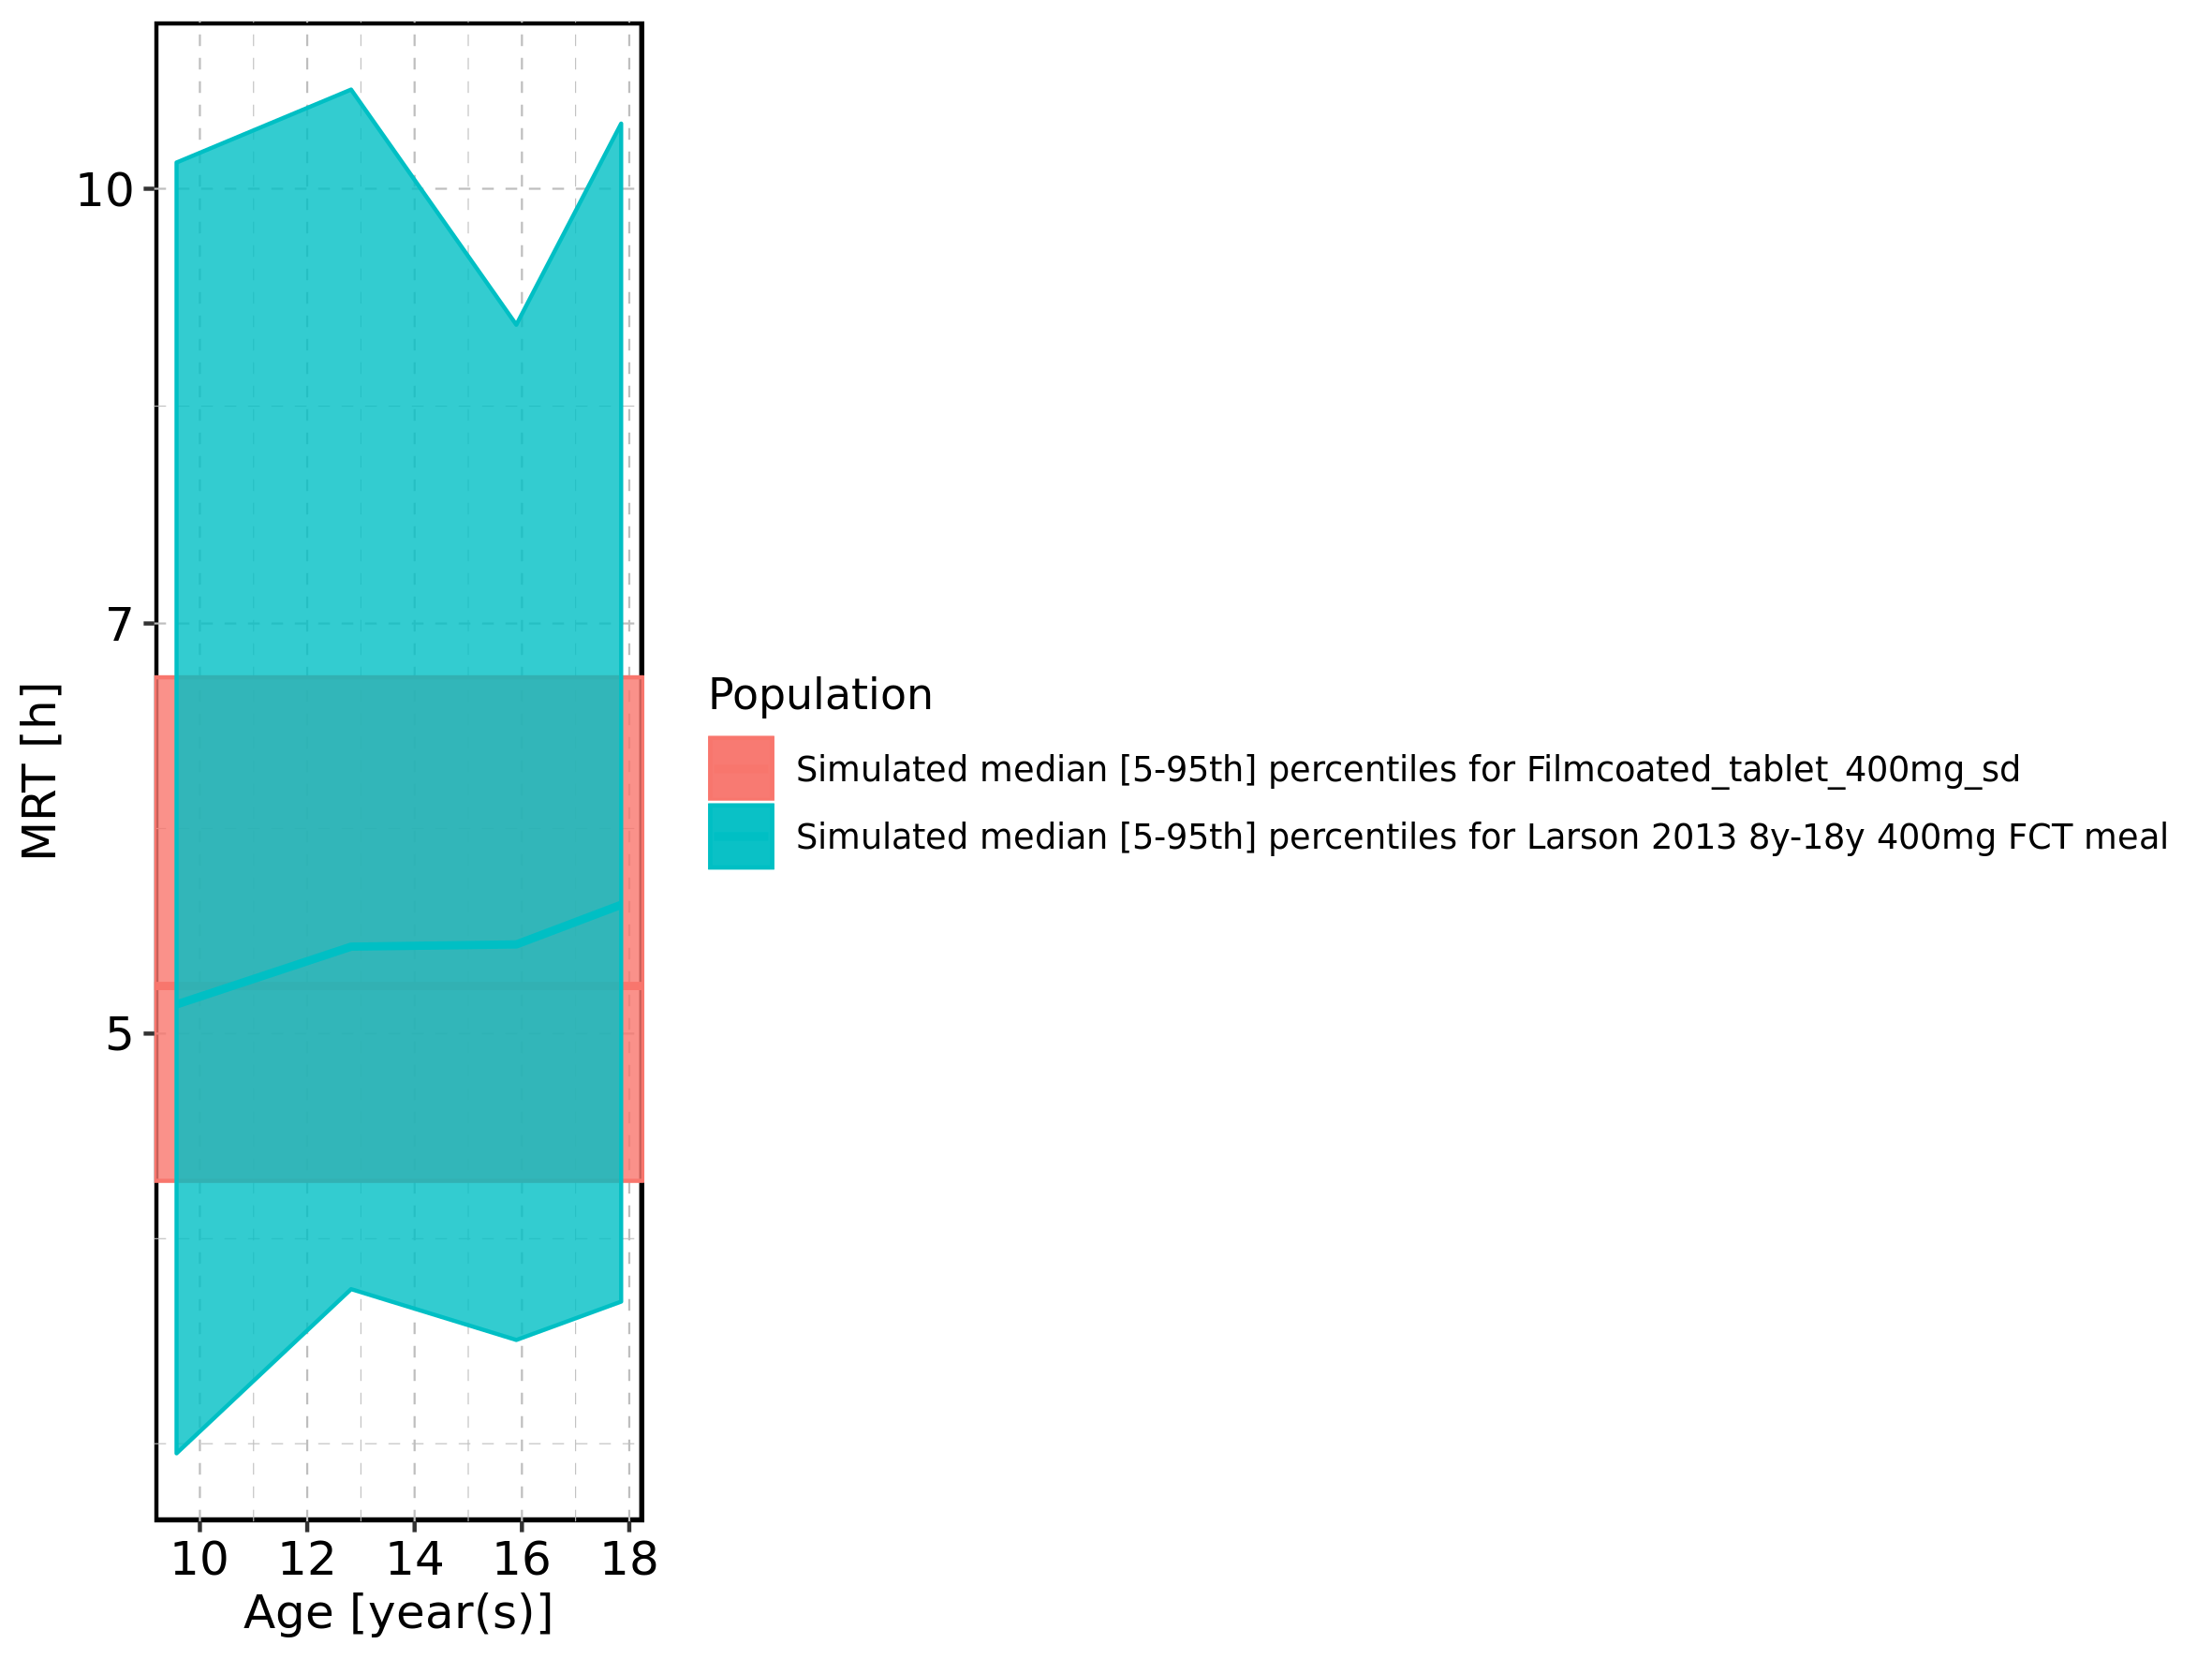 10
7
5
MRT [h]
10 12 14 16 18
Age [year(s)]
Population
Simulated median [5-95th] percentiles for Filmcoated_tablet_400mg_sd
Simulated median [5-95th] percentiles for Larson 2013 8y-18y 400mg FCT meal